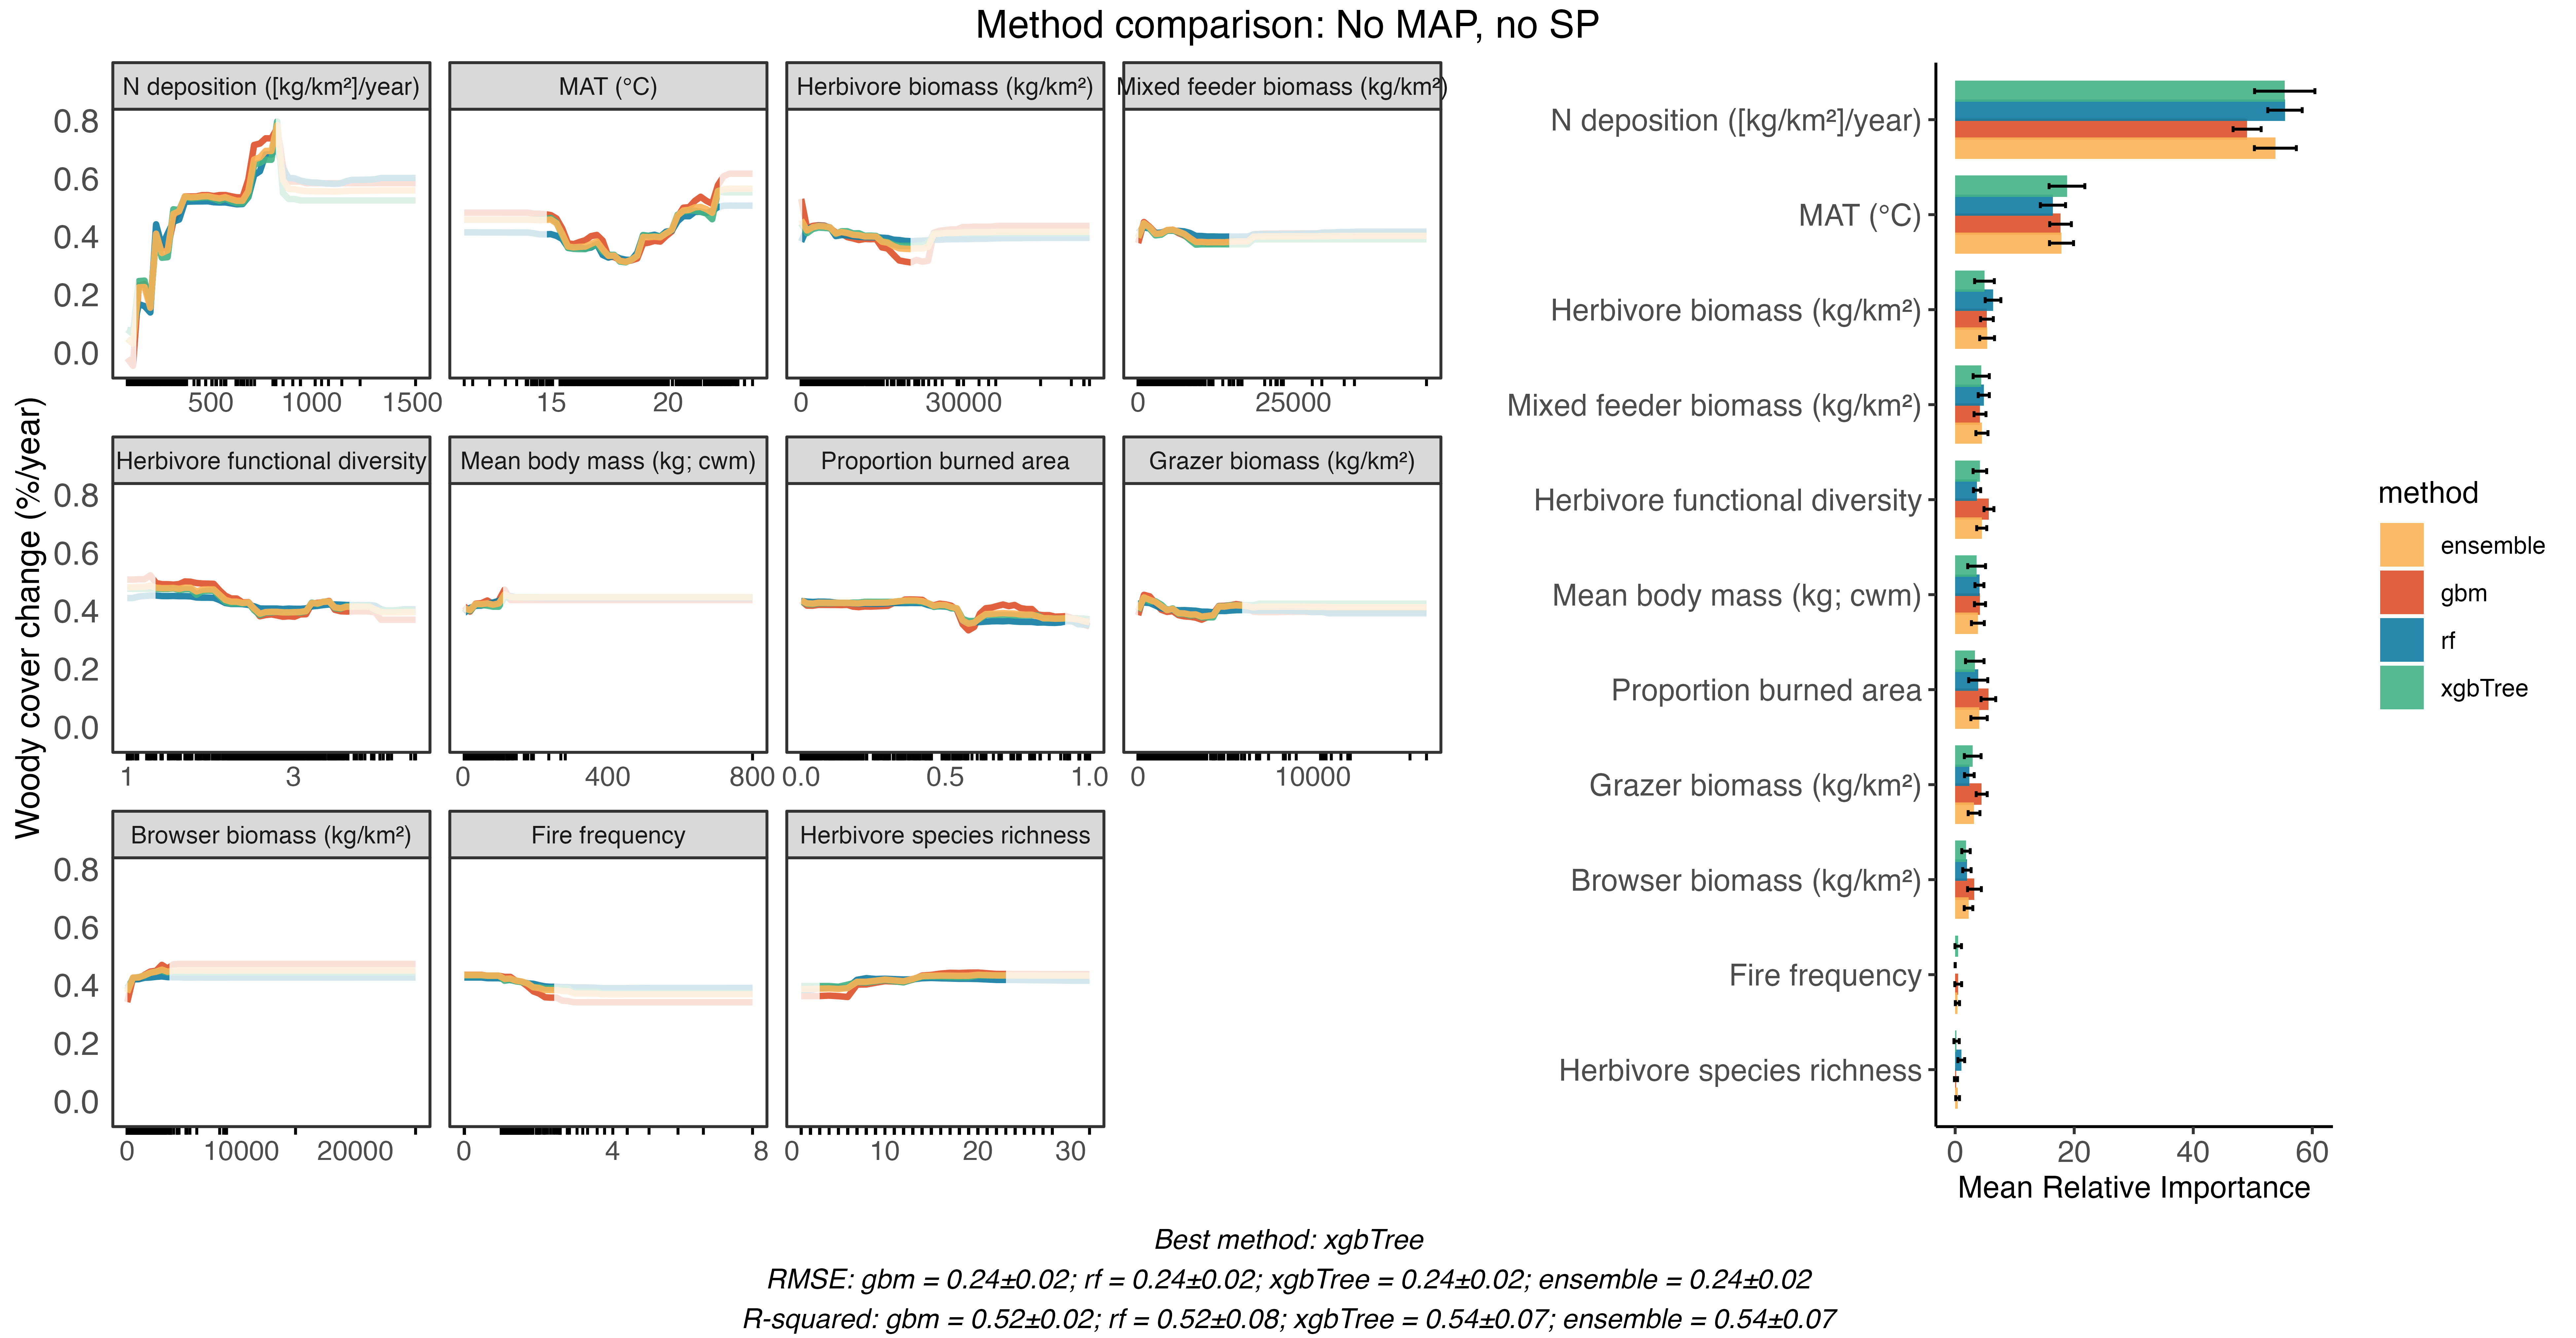 Method comparison: No MAP, no SP
Woody cover change (%/year)
N deposition ([kg/km²]/year)
MAT (°C)
Herbivore biomass (kg/km²)
Mixed feeder biomass (kg/km²)
0.8
0.6
0.4
0.2
0.0
500 1000 1500
15 20
0 30000
0 25000
Herbivore functional diversity
Mean body mass (kg; cwm)
Proportion burned area
Grazer biomass (kg/km²)
0.8
0.6
0.4
0.2
0.0
1 3
0 400 800
0.0 0.5 1.0
0 10000
Browser biomass (kg/km²)
Fire frequency
Herbivore species richness
0.8
0.6
0.4
0.2
0.0
0 10000 20000
0 4 8
0 10 20 30
N deposition ([kg/km²]/year)
MAT (°C)
Herbivore biomass (kg/km²)
Mixed feeder biomass (kg/km²)
Herbivore functional diversity
Mean body mass (kg; cwm)
Proportion burned area
Grazer biomass (kg/km²)
Browser biomass (kg/km²)
Fire frequency
Herbivore species richness
0 20 40 60
Mean Relative Importance
method
ensemble
gbm
rf
xgbTree
Best method: xgbTree
RMSE: gbm = 0.24±0.02; rf = 0.24±0.02; xgbTree = 0.24±0.02; ensemble = 0.24±0.02
R-squared: gbm = 0.52±0.02; rf = 0.52±0.08; xgbTree = 0.54±0.07; ensemble = 0.54±0.07